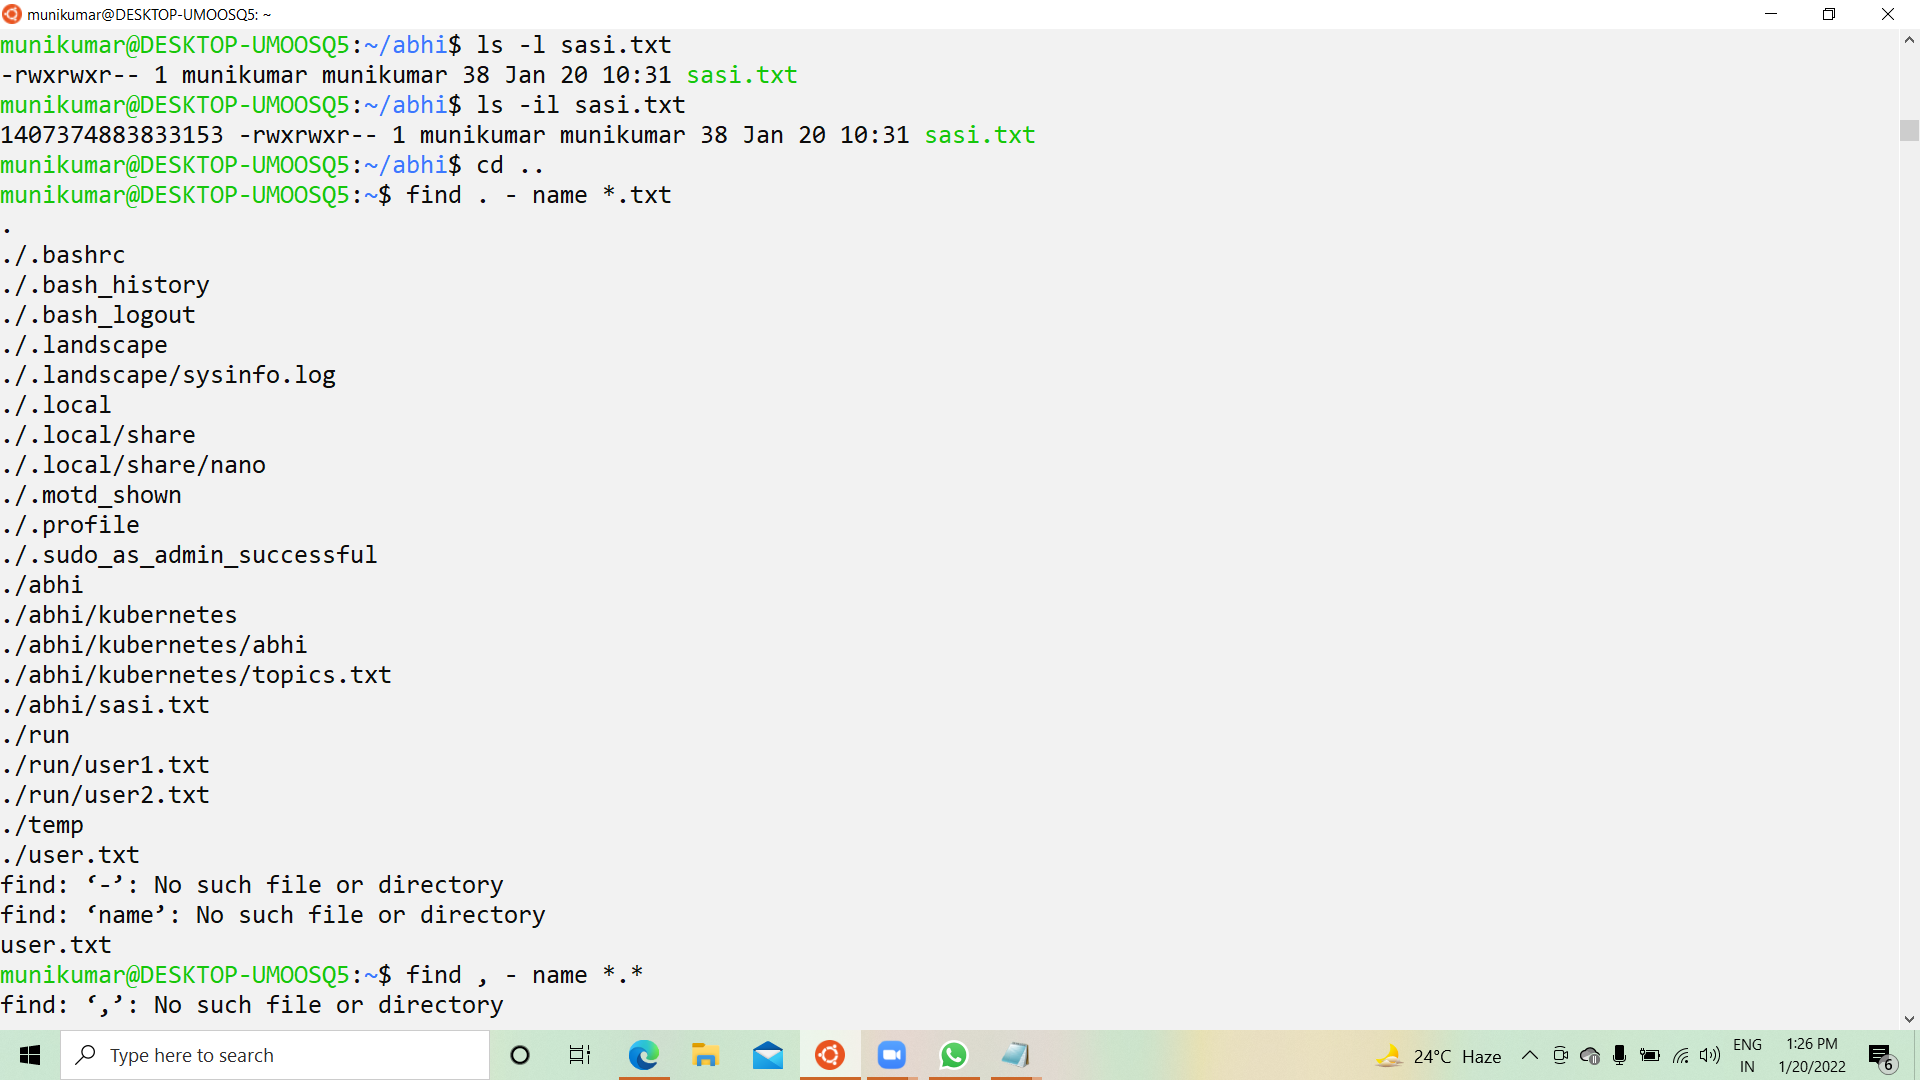 munikumar@DESKTOP-UMOOSQ5: ~
munikumar@DESKTOP-UMOOSQ5:~/abhi$ ls -l sasi.txt
-rwxrwxr-- 1 munikumar munikumar 38 Jan 20 10:31 sasi.txt
munikumar@DESKTOP-UMOOSQ5:~/abhi$ ls -il sasi.txt
1407374883833153 -rwxrwxr-- 1 munikumar munikumar 38 Jan 20 10:31 sasi.txt
munikumar@DESKTOP-UMOOSQ5:~/abhi$ cd ..
munikumar@DESKTOP-UMOOSQ5:~$ find . - name *.txt
.
./.bashrc
./.bash_history
./.bash_logout
./.landscape
./.landscape/sysinfo.log
./.local
./.local/share
./.local/share/nano
./.motd_shown
./.profile
./.sudo_as_admin_successful
./abhi
./abhi/kubernetes
./abhi/kubernetes/abhi
./abhi/kubernetes/topics.txt
./abhi/sasi.txt
./run
./run/user1.txt
./run/user2.txt
./temp
./user.txt
find: ‘-’: No such file or directory
find: ‘name’: No such file or directory
user.txt
munikumar@DESKTOP-UMOOSQ5:~$ find , - name *.*
find: ‘,’: No such file or directory
Type here to search
24°C Haze
ENG
IN
1:26 PM
1/20/2022
6